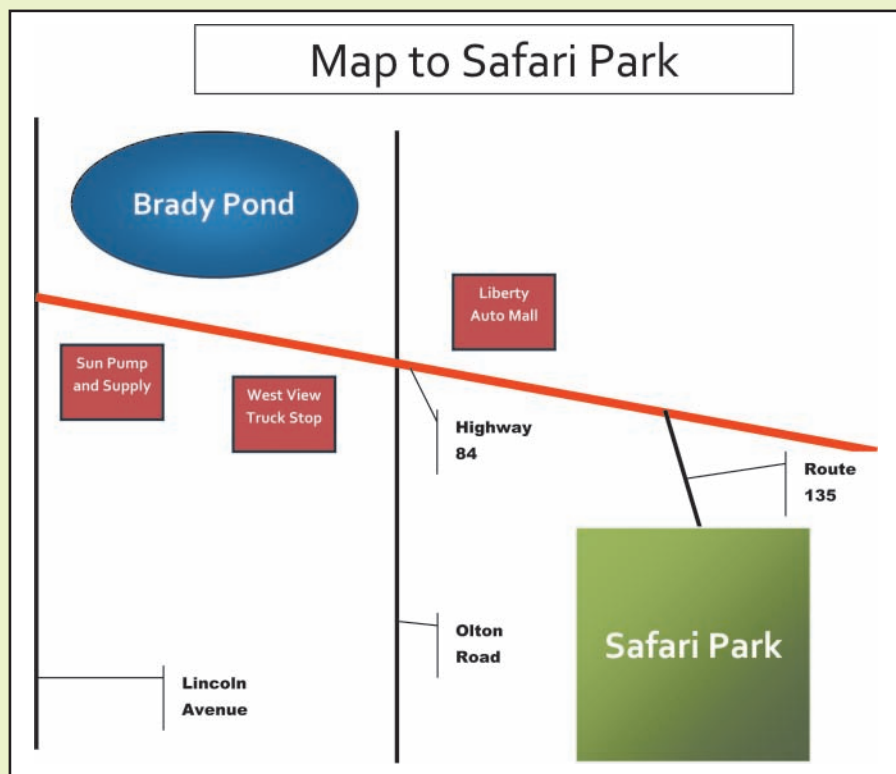 Map to Safari Park
Brady Pond
Liberty
Auto Mall
Sun Pump
and Supply
West View
Truck Stop
Highway
84
Route
135
Olton
Road
Safari Park
Lincoln
Avenue